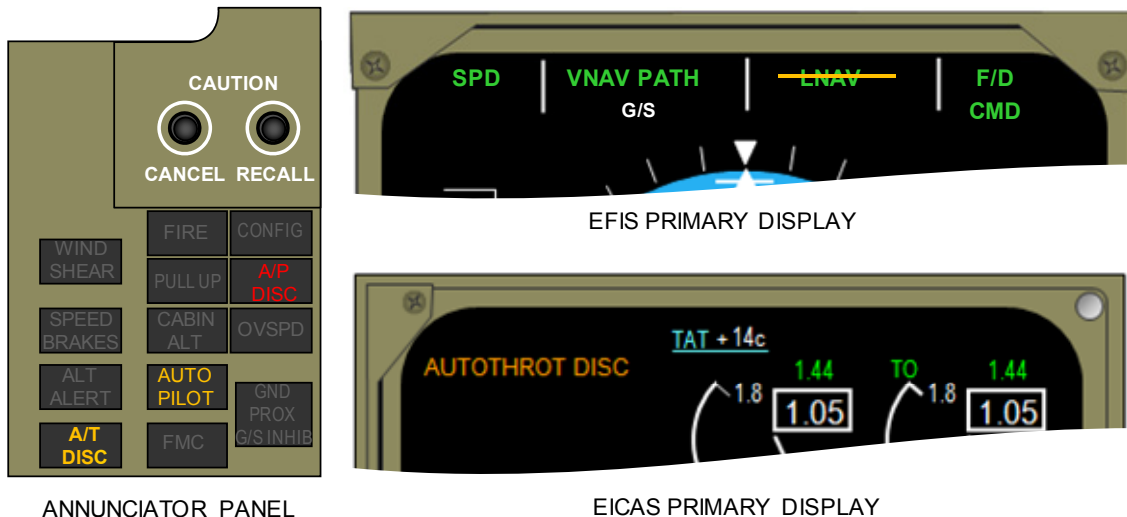 CAUTION
CANCEL RECALL
FIRE CONFIG
WIND
SHEAR
PULL UP A/P
DISC
SPEED
BRAKES
CABIN
ALT
OVSPD
ALT
ALERT
AUTO
PILOT
GND
PROX
G/S INHIB
A/T
DISC
FMC
ANNUNCIATOR PANEL
SPD VNAV PATH LNAV F/D
G/S CMD
EFIS PRIMARY DISPLAY
TAT +14c
AUTOTHROT DISC 1.44 TO 1.44
1.8 1.05 1.8 1.05
EICAS PRIMARY DISPLAY